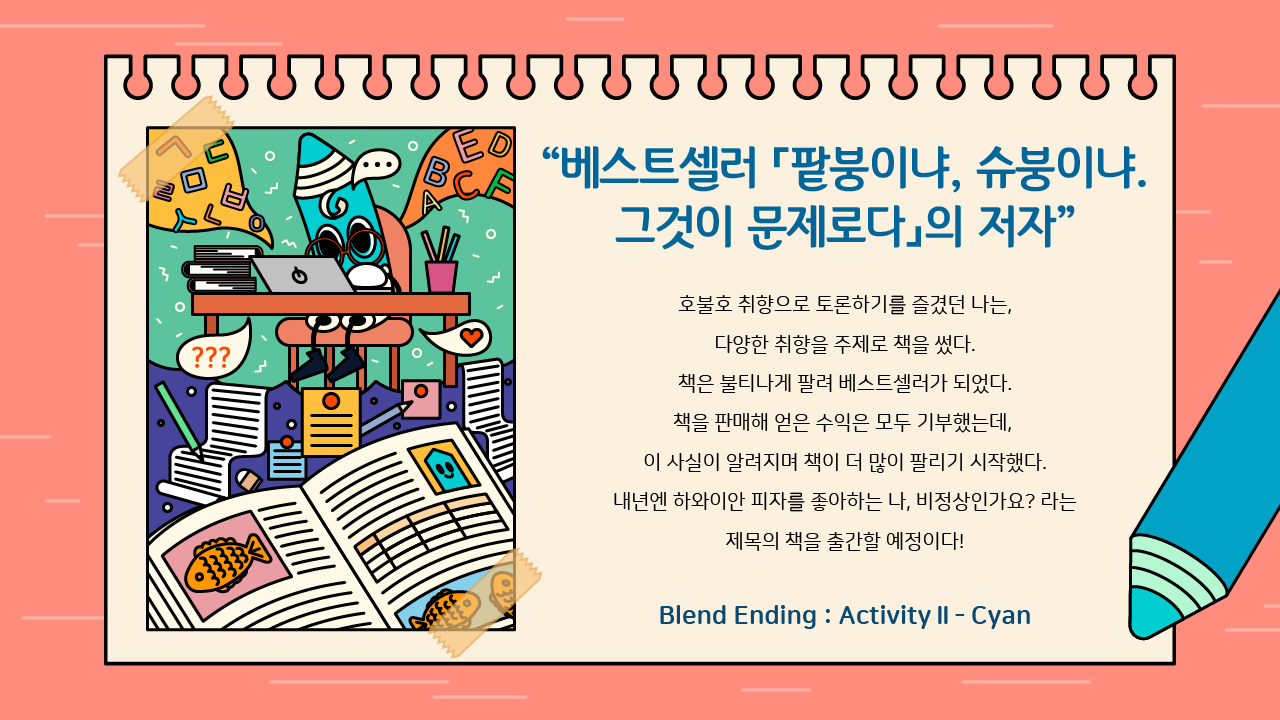 ㄱ ㄷ
ㄹ ㅁ ㅂ
ㅅ ㄴ ㅇ
E D
B C F
A
???
“베스트셀러 「팥붕이냐, 슈붕이냐.
그것이 문제로다」의 저자”
호불호 취향으로 토론하기를 즐겼던 나는,
다양한 취향을 주제로 책을 썼다.
책은 불티나게 팔려 베스트셀러가 되었다.
책을 판매해 얻은 수익은 모두 기부했는데,
이 사실이 알려지며 책이 더 많이 팔리기 시작했다.
내년엔 하와이안 피자를 좋아하는 나, 비정상인가요? 라는
제목의 책을 출간할 예정이다!
Blend Ending : Activity Ⅱ - Cyan